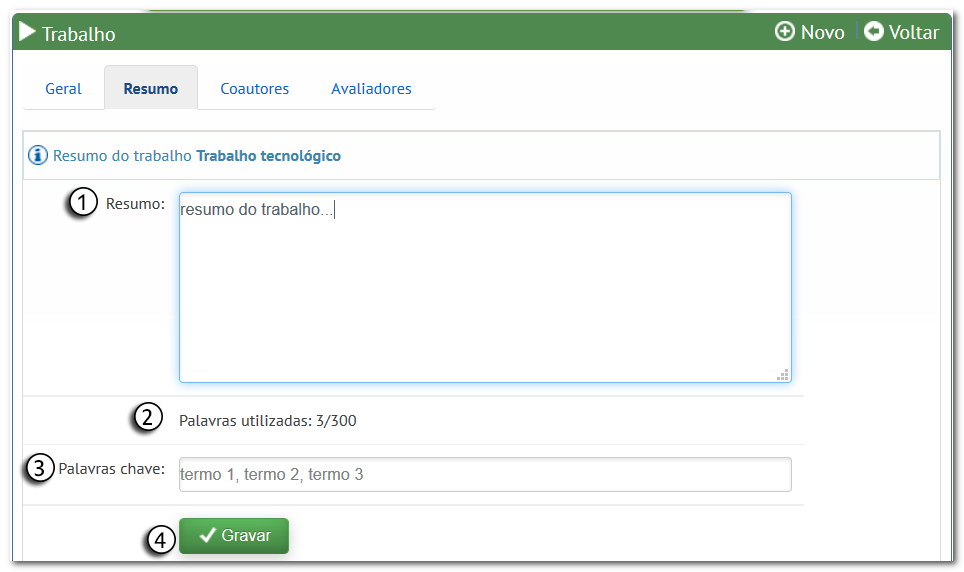 Trabalho Novo Voltar
Geral Resumo Coautores Avaliadores
Resumo do trabalho Trabalho tecnológico
1 Resumo: resumo do trabalho...
2 Palavras utilizadas: 3/300
3 Palavras chave: termo 1, termo 2, termo 3
4 Gravar